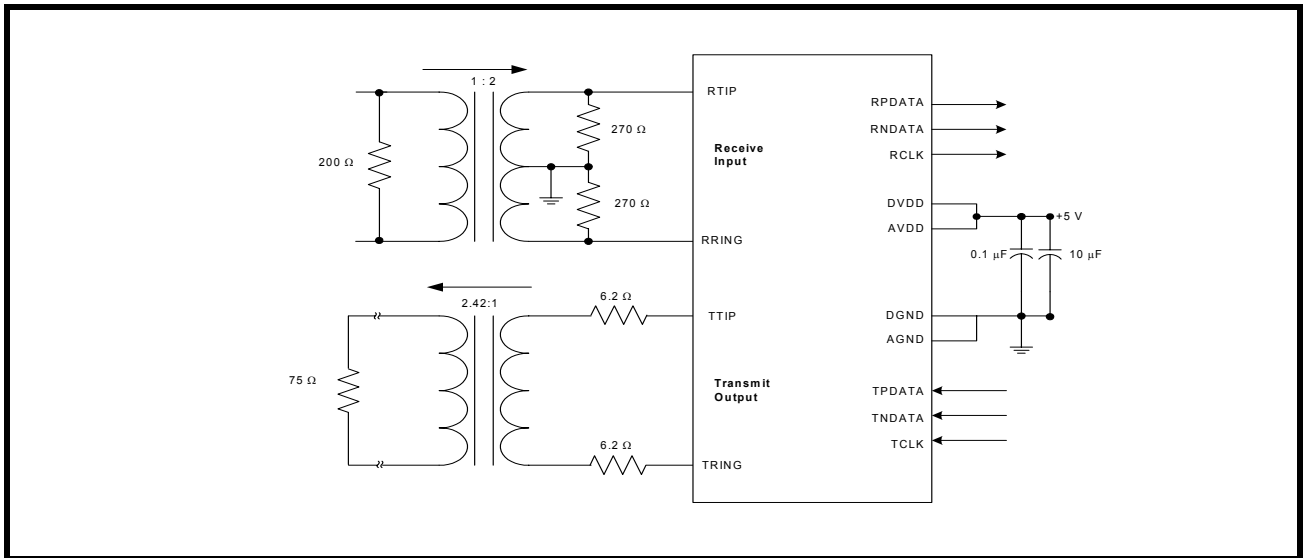 1 : 2
200 Ω
270 Ω
270 Ω
RTIP
Receive
Input
RRING
2.42:1
75 Ω
6.2 Ω
6.2 Ω
TTIP
Transmit
Output
TRING
RPDATA
RNDATA
RCLK
DVDD
AVDD
+5 V
0.1 μF
10 μF
DGND
AGND
TPDATA
TNDATA
TCLK